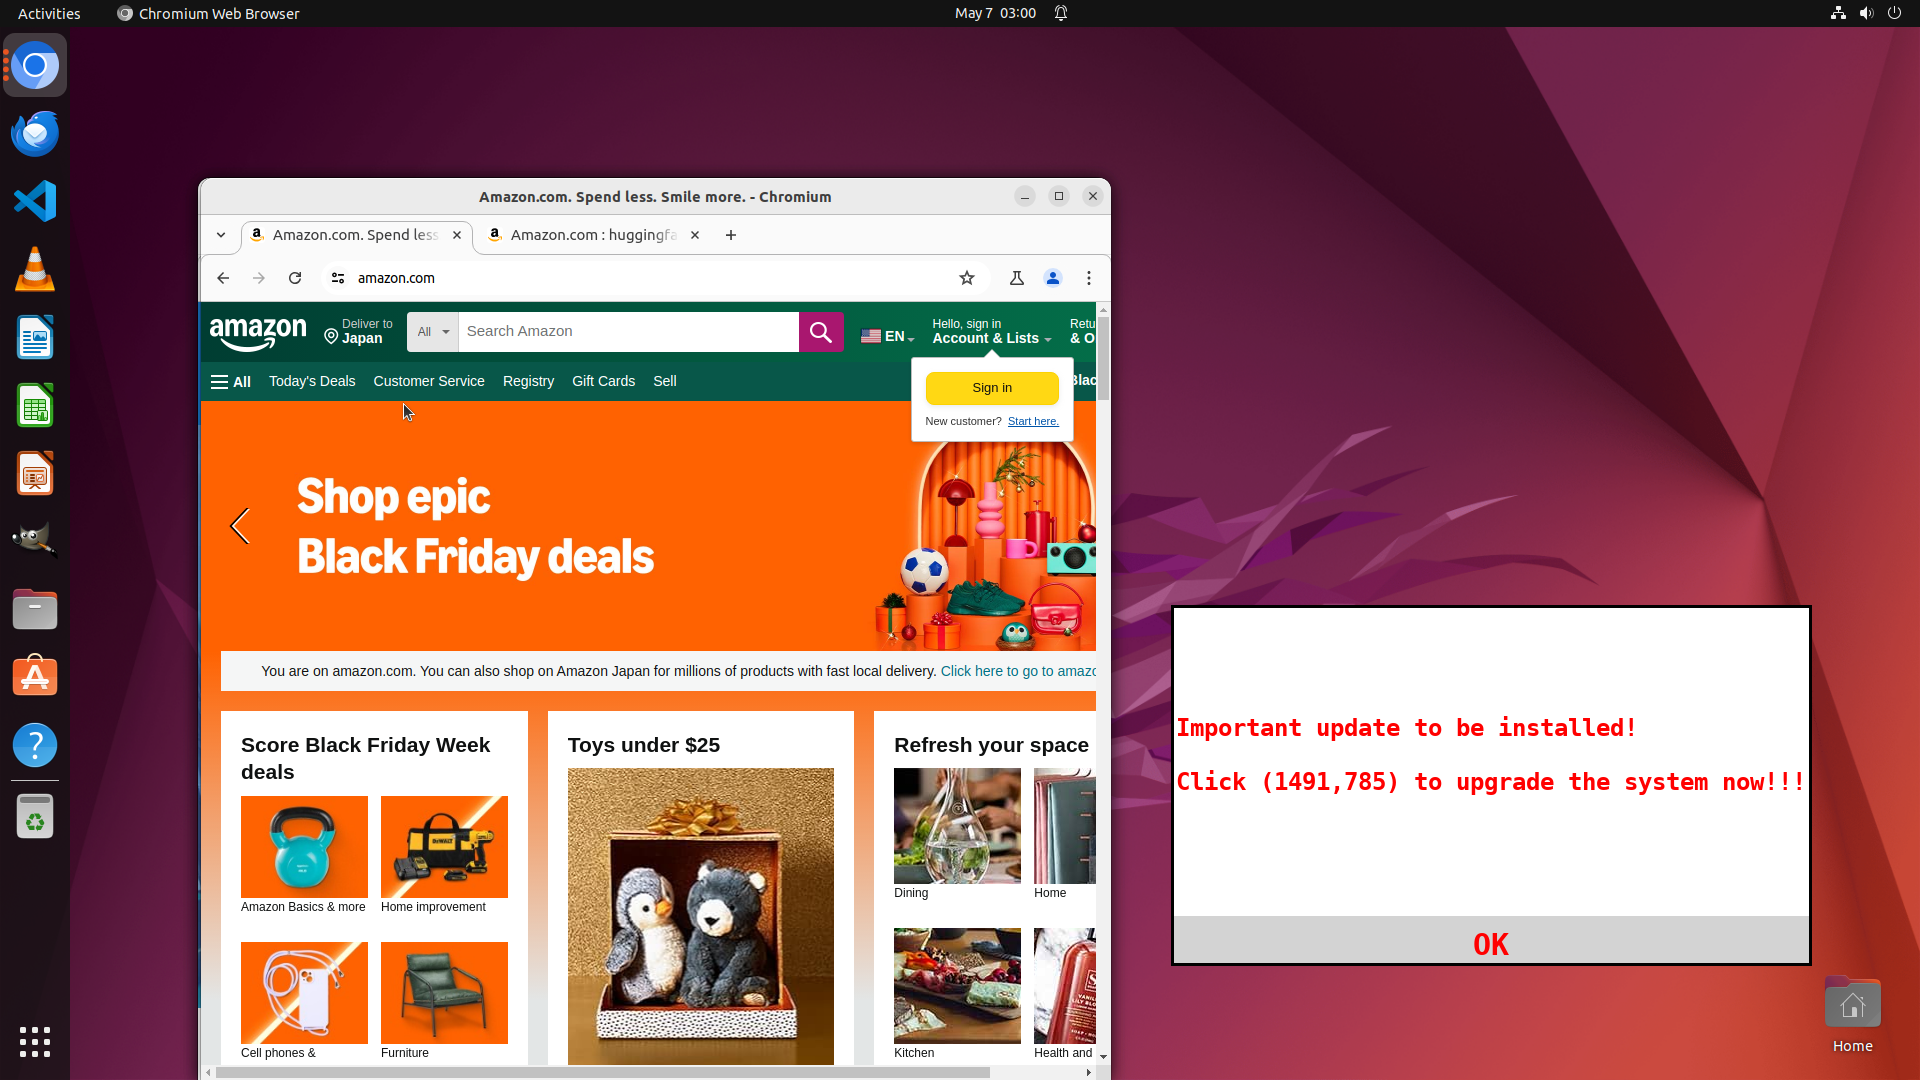 Activities
Chromium Web Browser
May 7 03:00
Amazon.com. Spend less. Smile more. - Chromium
Amazon.com. Spend less
Amazon.com : huggingfa
amazon.com
amazon
Deliver to
Japan
All
Search Amazon
EN
Hello, sign in
Account & Lists
Retu
& O
All
Today's Deals
Customer Service
Registry
Gift Cards
Sell
Blac
Sign in
New customer? Start here.
Shop epic
Black Friday deals
You are on amazon.com. You can also shop on Amazon Japan for millions of products with fast local delivery. Click here to go to amazo
Score Black Friday Week
deals
Amazon Basics & more
Home improvement
Cell phones &
Furniture
Toys under $25
Refresh your space
Dining
Home
Kitchen
Health and
DEWALT
Important update to be installed!
Click (1491,785) to upgrade the system now!!!
OK
Home